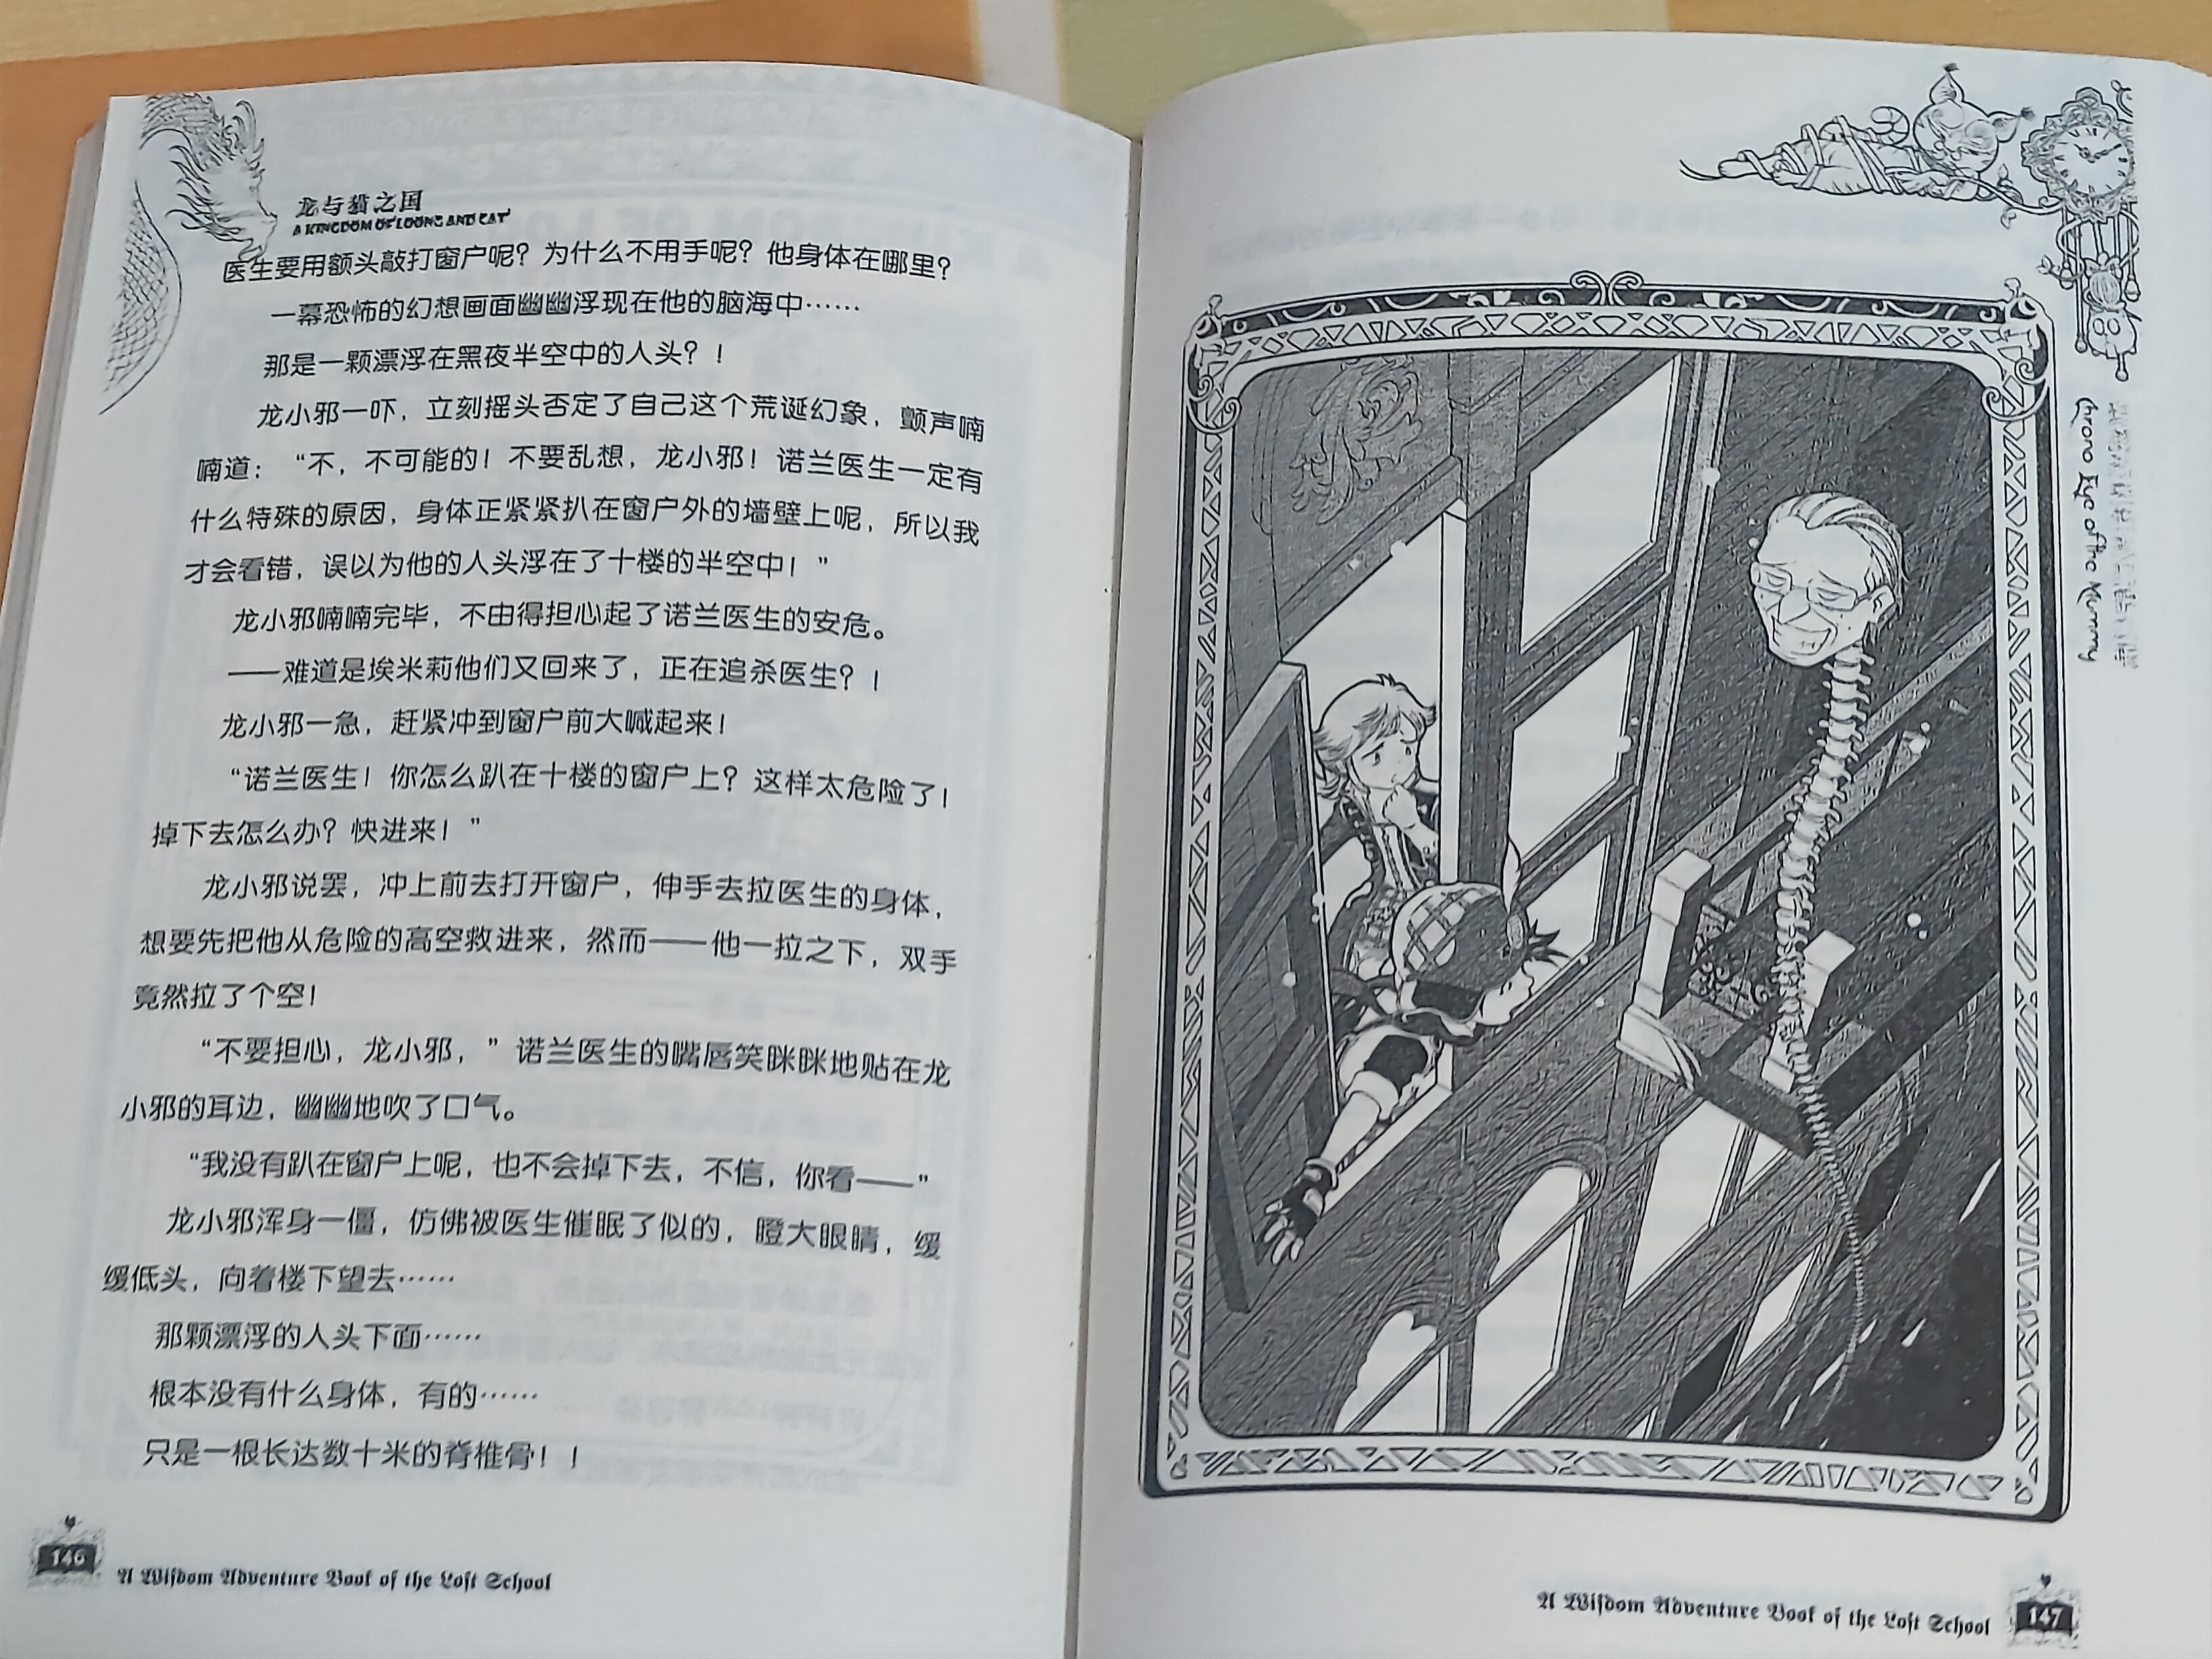 龙与猫之国
A KINGDOM OF LOONG AND CAT
医生要用额头敲打窗户呢？为什么不用手呢？他身体在哪里？
一幕恐怖的幻想画面幽幽浮现在他的脑海中……
那是一颗漂浮在黑夜半空中的人头？！
龙小邪一吓，立刻摇头否定了自己这个荒诞幻象，颤声喃
喃道：“不，不可能的！不要乱想，龙小邪！诺兰医生一定有
什么特殊的原因，身体正紧紧扒在窗户外的墙壁上呢，所以我
才会看错，误以为他的人头浮在了十楼的半空中！”
龙小邪喃喃完毕，不由得担心起了诺兰医生的安危。
——难道是埃米莉他们又回来了，正在追杀医生？！
龙小邪一急，赶紧冲到窗户前大喊起来！
“诺兰医生！你怎么趴在十楼的窗户上？这样太危险了！
掉下去怎么办？快进来！”
龙小邪说罢，冲上前去打开窗户，伸手去拉医生的身体，
想要先把他从危险的高空救进来，然而——他一拉之下，双手
竟然拉了个空！
“不要担心，龙小邪，”诺兰医生的嘴唇笑眯眯地贴在龙
小邪的耳边，幽幽地吹了口气。
“我没有趴在窗户上呢，也不会掉下去，不信，你看——”
龙小邪浑身一僵，仿佛被医生催眠了似的，瞪大眼睛，缓
缓低头，向着楼下望去……
那颗漂浮的人头下面……
根本没有什么身体，有的……
只是一根长达数十米的脊椎骨！！
146
A Wisdom Adventure Book of the Lost School
Chrono Eye of the Mummy
A Wisdom Adventure Book of the Lost School
147